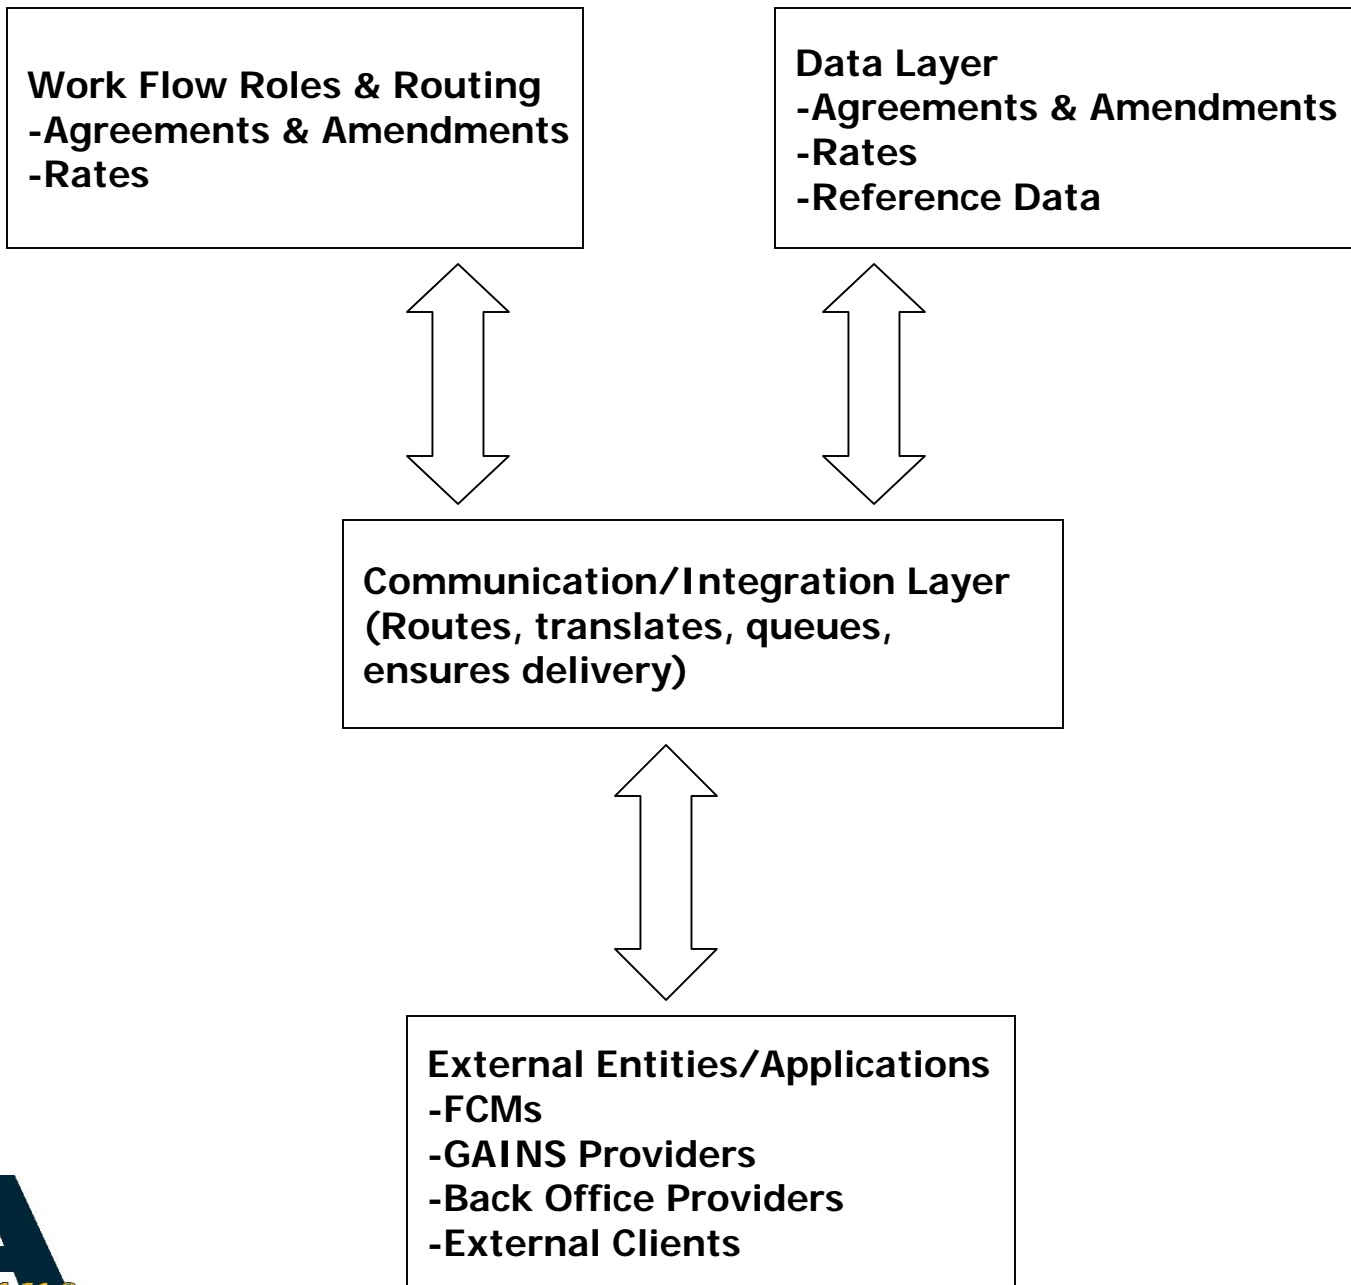 Work Flow Roles & Routing
-Agreements & Amendments
-Rates
Data Layer
-Agreements & Amendments
-Rates
-Reference Data
Communication/Integration Layer
(Routes, translates, queues,
ensures delivery)
External Entities/Applications
-FCMs
-GAINS Providers
-Back Office Providers
-External Clients